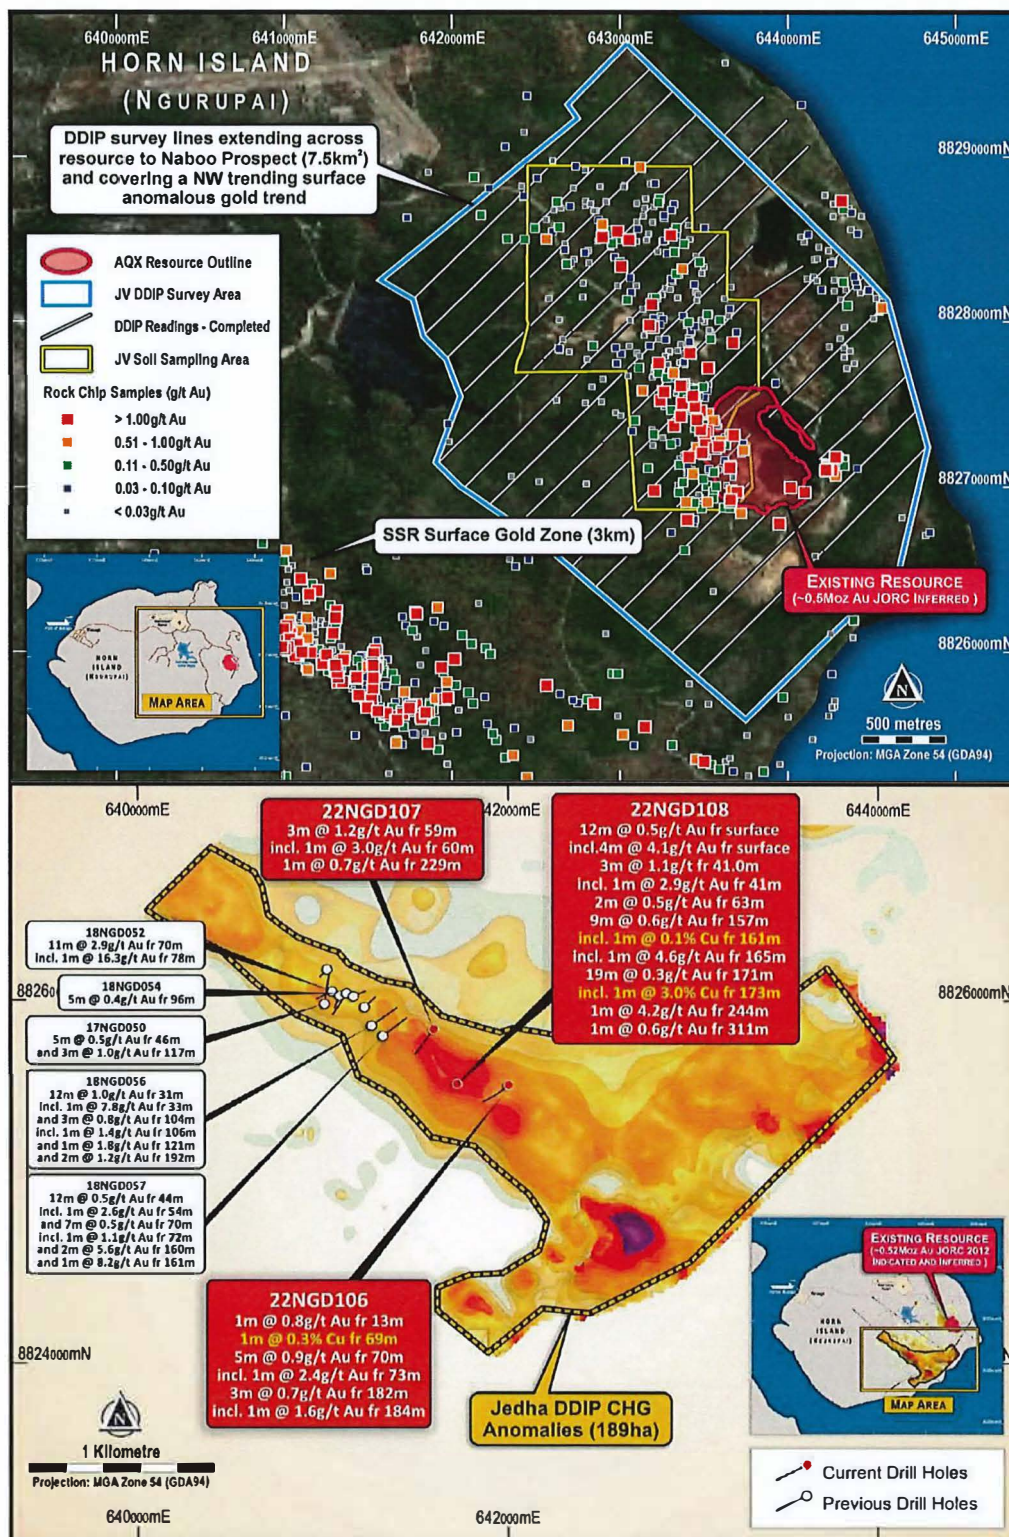 640000mE
641000mE
642000mE
643000mE
644000mE
645000mE
HORN ISLAND
(NGURUPAI)
DDIP survey lines extending across
resource to Naboo Prospect (7.5km²)
and covering a NW trending surface
anomalous gold trend
8829000mN
AQX Resource Outline
JV DDIP Survey Area
DDIP Readings - Completed
JV Soil Sampling Area
Rock Chip Samples (g/t Au)
> 1.00g/t Au
0.51 - 1.00g/t Au
0.11 - 0.50g/t Au
0.03 - 0.10g/t Au
< 0.03g/t Au
8828000mN
8827000mN
SSR Surface Gold Zone (3km)
EXISTING RESOURCE
(~0.5Moz Au JORC INFERRED )
8826000mN
HORN
ISLAND
(NGURUPAI)
MAP AREA
N
500 metres
Projection: MGA Zone 54 (GDA94)
640000mE
642000mE
644000mE
22NGD107
3m @ 1.2g/t Au fr 59m
incl. 1m @ 3.0g/t Au fr 60m
1m @ 0.7g/t Au fr 229m
22NGD108
12m @ 0.5g/t Au fr surface
incl.4m @ 4.1g/t Au fr surface
3m @ 1.1g/t fr 41.0m
incl. 1m @ 2.9g/t Au fr 41m
2m @ 0.5g/t Au fr 63m
9m @ 0.6g/t Au fr 157m
incl. 1m @ 0.1% Cu fr 161m
incl. 1m @ 4.6g/t Au fr 165m
19m @ 0.3g/t Au fr 171m
incl. 1m @ 3.0% Cu fr 173m
1m @ 4.2g/t Au fr 244m
1m @ 0.6g/t Au fr 311m
18NGD052
11m @ 2.9g/t Au fr 70m
incl. 1m @ 16.3g/t Au fr 78m
18NGD054
5m @ 0.4g/t Au fr 96m
88260
8826000mN
17NGD050
5m @ 0.5g/t Au fr 46m
and 3m @ 1.0g/t Au fr 117m
18NGD056
12m @ 1.0g/t Au fr 31m
incl. 1m @ 7.8g/t Au fr 33m
and 3m @ 0.8g/t Au fr 104m
incl. 1m @ 1.4g/t Au fr 106m
and 1m @ 1.8g/t Au fr 121m
and 2m @ 1.2g/t Au fr 192m
18NGD057
12m @ 0.5g/t Au fr 44m
incl. 1m @ 2.6g/t Au fr 54m
and 7m @ 0.5g/t Au fr 70m
incl. 1m @ 1.1g/t Au fr 72m
and 2m @ 5.6g/t Au fr 160m
and 1m @ 8.2g/t Au fr 161m
22NGD106
1m @ 0.8g/t Au fr 13m
1m @ 0.3% Cu fr 69m
5m @ 0.9g/t Au fr 70m
incl. 1m @ 2.4g/t Au fr 73m
3m @ 0.7g/t Au fr 182m
incl. 1m @ 1.6g/t Au fr 184m
EXISTING RESOURCE
(~0.52Moz Au JORC 2012
INDICATED AND INFERRED )
HORN
ISLAND
(NGURUPAI)
MAP AREA
8824000mN
Jedha DDIP CHG
Anomalies (189ha)
N
1 Kilometre
Projection: MGA Zone 54 (GDA94)
Current Drill Holes
Previous Drill Holes
640000mE
642000mE